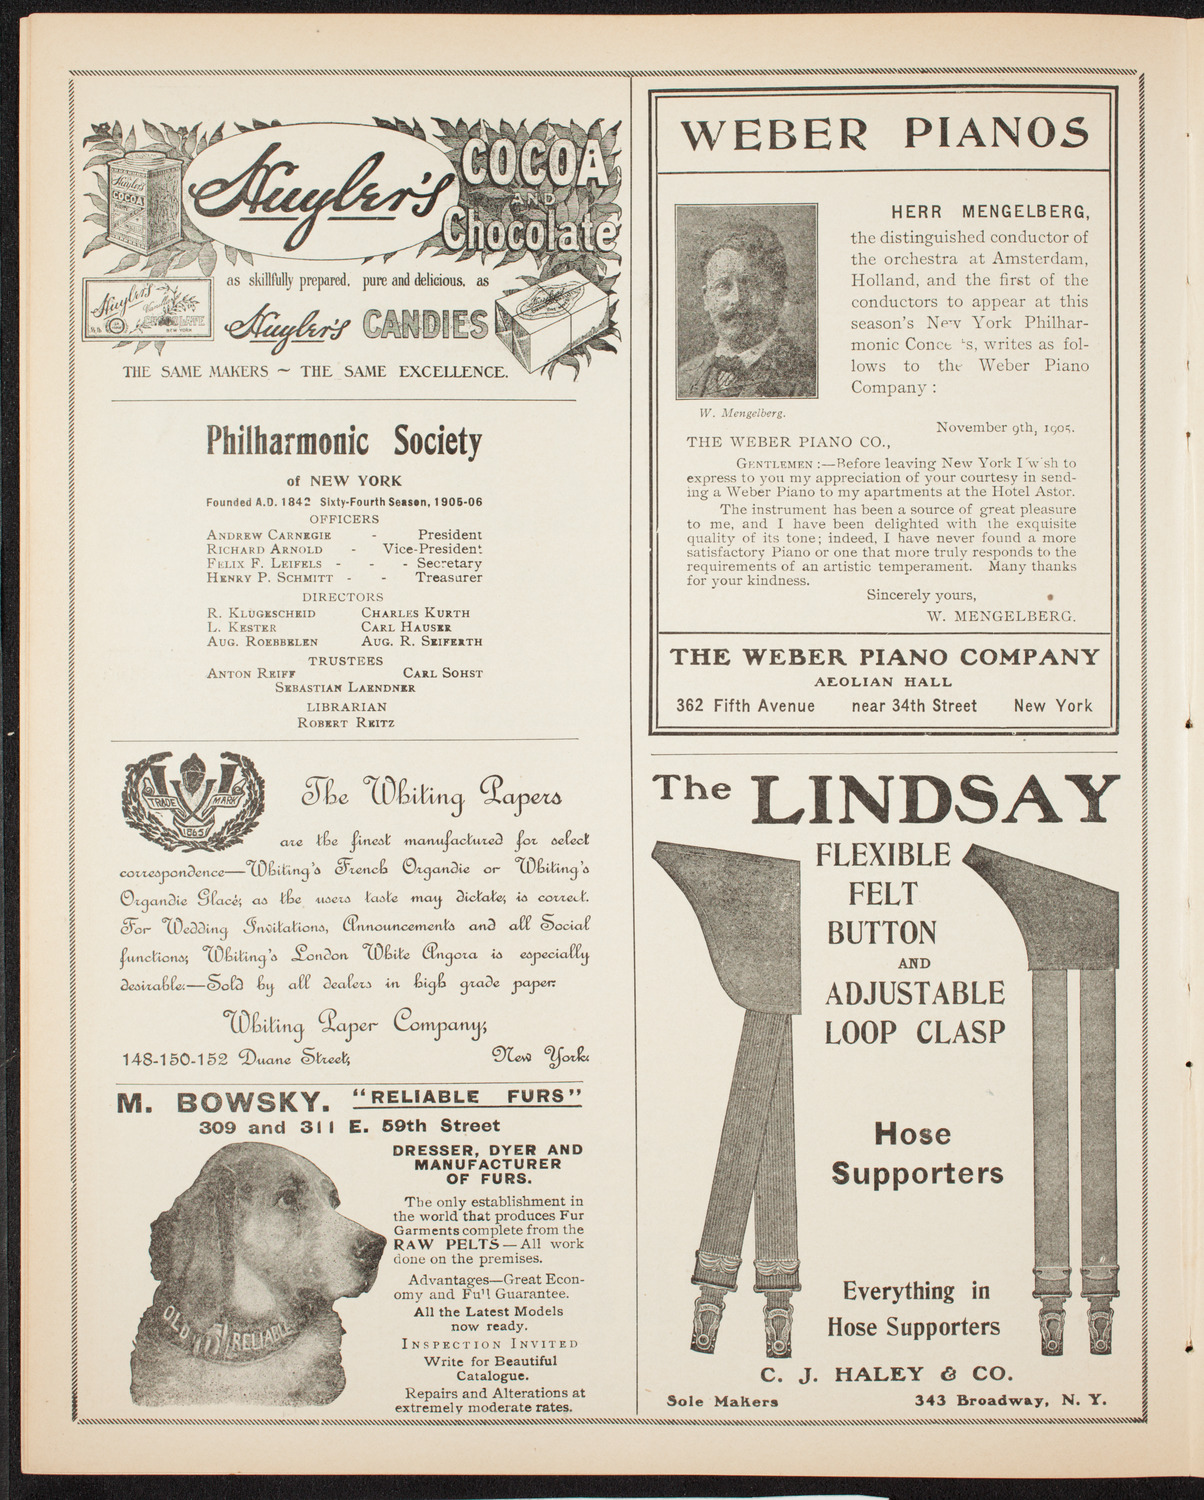 Huyler's COCOA
AND
Chocolate
Huyler's
COCOA
Huyler's
NEW YORK
as skillfully prepared, pure and delicious, as
Huyler's CANDIES
THE SAME MAKERS ~ THE SAME EXCELLENCE.
Philharmonic Society
of NEW YORK
Founded A.D. 1842 Sixty-Fourth Season, 1905-06
OFFICERS
ANDREW CARNEGIE - President
RICHARD ARNOLD - Vice-President
FELIX F. LEIFELS - - - Secretary
HENRY P. SCHMITT - - Treasurer
DIRECTORS
R. KLUGESCHEID CHARLES KURTH
L. KESTER CARL HAUSER
AUG. ROEBBELEN AUG. R. SEIFERTH
TRUSTEES
ANTON REIFF CARL SOHST
SEBASTIAN LAENDNER
LIBRARIAN
ROBERT REITZ
TRADE MARK
1865
The Whiting Papers
are the finest manufactured for select
correspondence—Whiting's French Organdie or Whiting's
Organdie Glacé; as the users taste may dictate; is correct.
For Wedding Invitations, Announcements and all Social
functions; Whiting's London White Angora is especially
desirable:—Sold by all dealers in high grade paper.
Whiting Paper Company;
148-150-152 Duane Street; New York.
M. BOWSKY. "RELIABLE FURS"
309 and 311 E. 59th Street
OLD RELIABLE
DRESSER, DYER AND
MANUFACTURER
OF FURS.
The only establishment in
the world that produces Fur
Garments complete from the
RAW PELTS—All work
done on the premises.
Advantages—Great Econ-
omy and Full Guarantee.
All the Latest Models
now ready.
INSPECTION INVITED
Write for Beautiful
Catalogue.
Repairs and Alterations at
extremely moderate rates.
WEBER PIANOS
HERR MENGELBERG,
the distinguished conductor of
the orchestra at Amsterdam,
Holland, and the first of the
conductors to appear at this
season's New York Philhar-
monic Conce 's, writes as fol-
lows to the Weber Piano
Company :
W. Mengelberg.
November 9th, 1905.
THE WEBER PIANO CO.,
GENTLEMEN :—Before leaving New York I wish to
express to you my appreciation of your courtesy in send-
ing a Weber Piano to my apartments at the Hotel Astor.
The instrument has been a source of great pleasure
to me, and I have been delighted with the exquisite
quality of its tone; indeed, I have never found a more
satisfactory Piano or one that more truly responds to the
requirements of an artistic temperament. Many thanks
for your kindness.
Sincerely yours,
W. MENGELBERG.
THE WEBER PIANO COMPANY
AEOLIAN HALL
362 Fifth Avenue near 34th Street New York
The LINDSAY
FLEXIBLE
FELT
BUTTON
AND
ADJUSTABLE
LOOP CLASP
Hose
Supporters
Everything in
Hose Supporters
C. J. HALEY & CO.
Sole Makers 343 Broadway, N. Y.